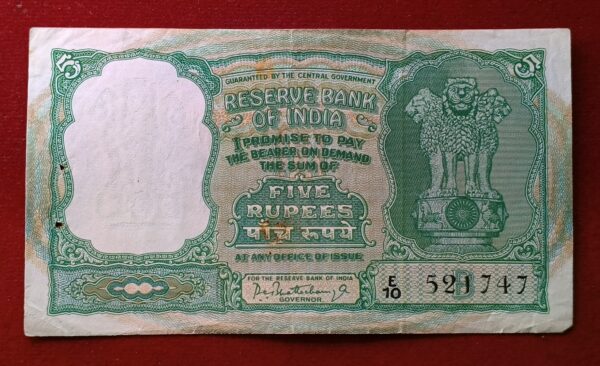 5 5
GUARANTEED BY THE CENTRAL GOVERNMENT
RESERVE BANK
OF INDIA
I PROMISE TO PAY
THE BEARER ON DEMAND
THE SUM OF
FIVE
RUPEES
पाँच रूपये
AT ANY OFFICE OF ISSUE
FOR THE RESERVE BANK OF INDIA
GOVERNOR
E/10 521747